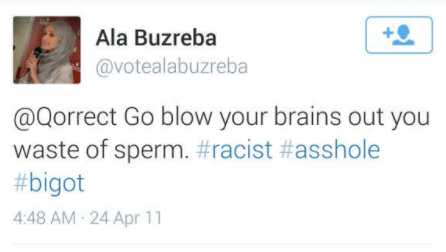 Ala Buzreba
@votealabuzreba
@Qorrect Go blow your brains out you
waste of sperm. #racist #asshole
#bigot
4:48 AM · 24 Apr 11